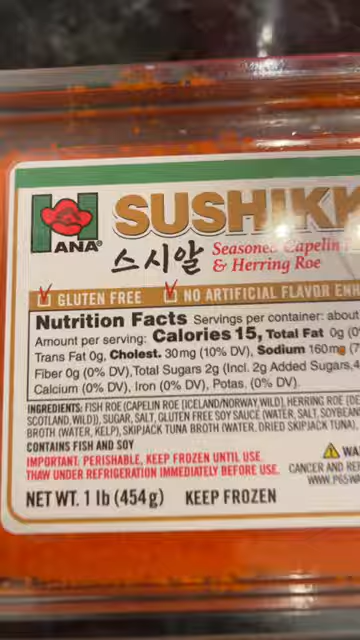 HANA®
SUSHIKK
스시알 Seasoned Capelin
& Herring Roe
GLUTEN FREE NO ARTIFICIAL FLAVOR ENH
Nutrition Facts Servings per container: about
Amount per serving: Calories 15, Total Fat 0g (0
Trans Fat 0g, Cholest. 30mg (10% DV), Sodium 160mg (7
Fiber 0g (0% DV), Total Sugars 2g (Incl. 2g Added Sugars, 4
Calcium (0% DV), Iron (0% DV), Potas. (0% DV).
INGREDIENTS: FISH ROE (CAPELIN ROE [ICELAND/NORWAY, WILD], HERRING ROE [DE
SCOTLAND, WILD]), SUGAR, SALT, GLUTEN FREE SOY SAUCE (WATER, SALT, SOYBEAN
BROTH (WATER, KELP), SKIPJACK TUNA BROTH (WATER, DRIED SKIPJACK TUNA),
CONTAINS FISH AND SOY
IMPORTANT: PERISHABLE, KEEP FROZEN UNTIL USE.
THAW UNDER REFRIGERATION IMMEDIATELY BEFORE USE.
WA
CANCER AND RE
WWW.P65WA
NET WT. 1 lb (454g) KEEP FROZEN